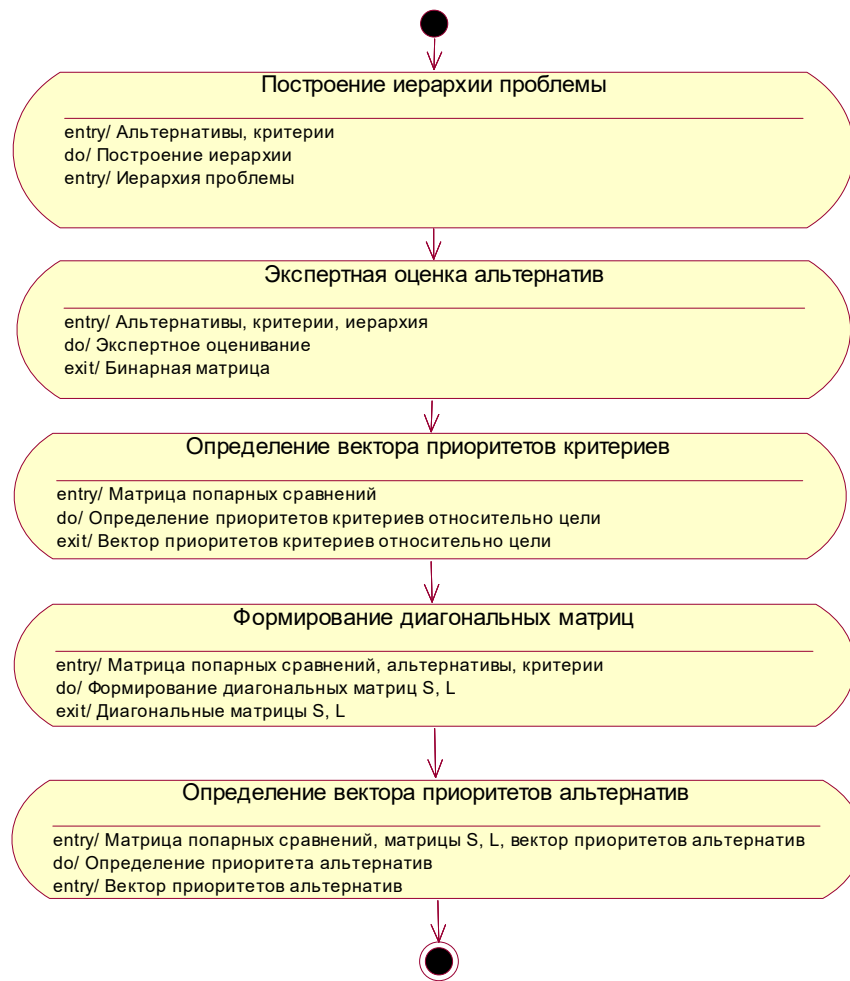 Построение иерархии проблемы
entry/ Альтернативы, критерии
do/ Построение иерархии
entry/ Иерархия проблемы
Экспертная оценка альтернатив
entry/ Альтернативы, критерии, иерархия
do/ Экспертное оценивание
exit/ Бинарная матрица
Определение вектора приоритетов критериев
entry/ Матрица попарных сравнений
do/ Определение приоритетов критериев относительно цели
exit/ Вектор приоритетов критериев относительно цели
Формирование диагональных матриц
entry/ Матрица попарных сравнений, альтернативы, критерии
do/ Формирование диагональных матриц S, L
exit/ Диагональные матрицы S, L
Определение вектора приоритетов альтернатив
entry/ Матрица попарных сравнений, матрицы S, L, вектор приоритетов альтернатив
do/ Определение приоритета альтернатив
entry/ Вектор приоритетов альтернатив